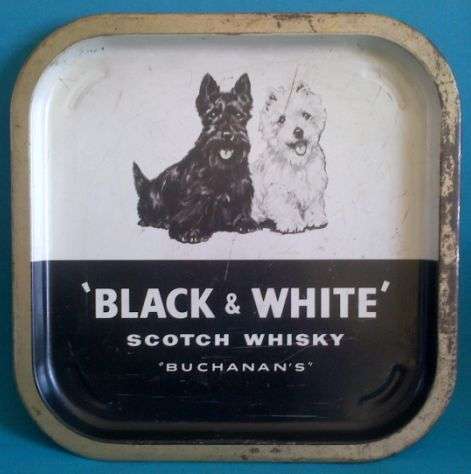 'BLACK & WHITE'
SCOTCH WHISKY
"BUCHANAN'S"